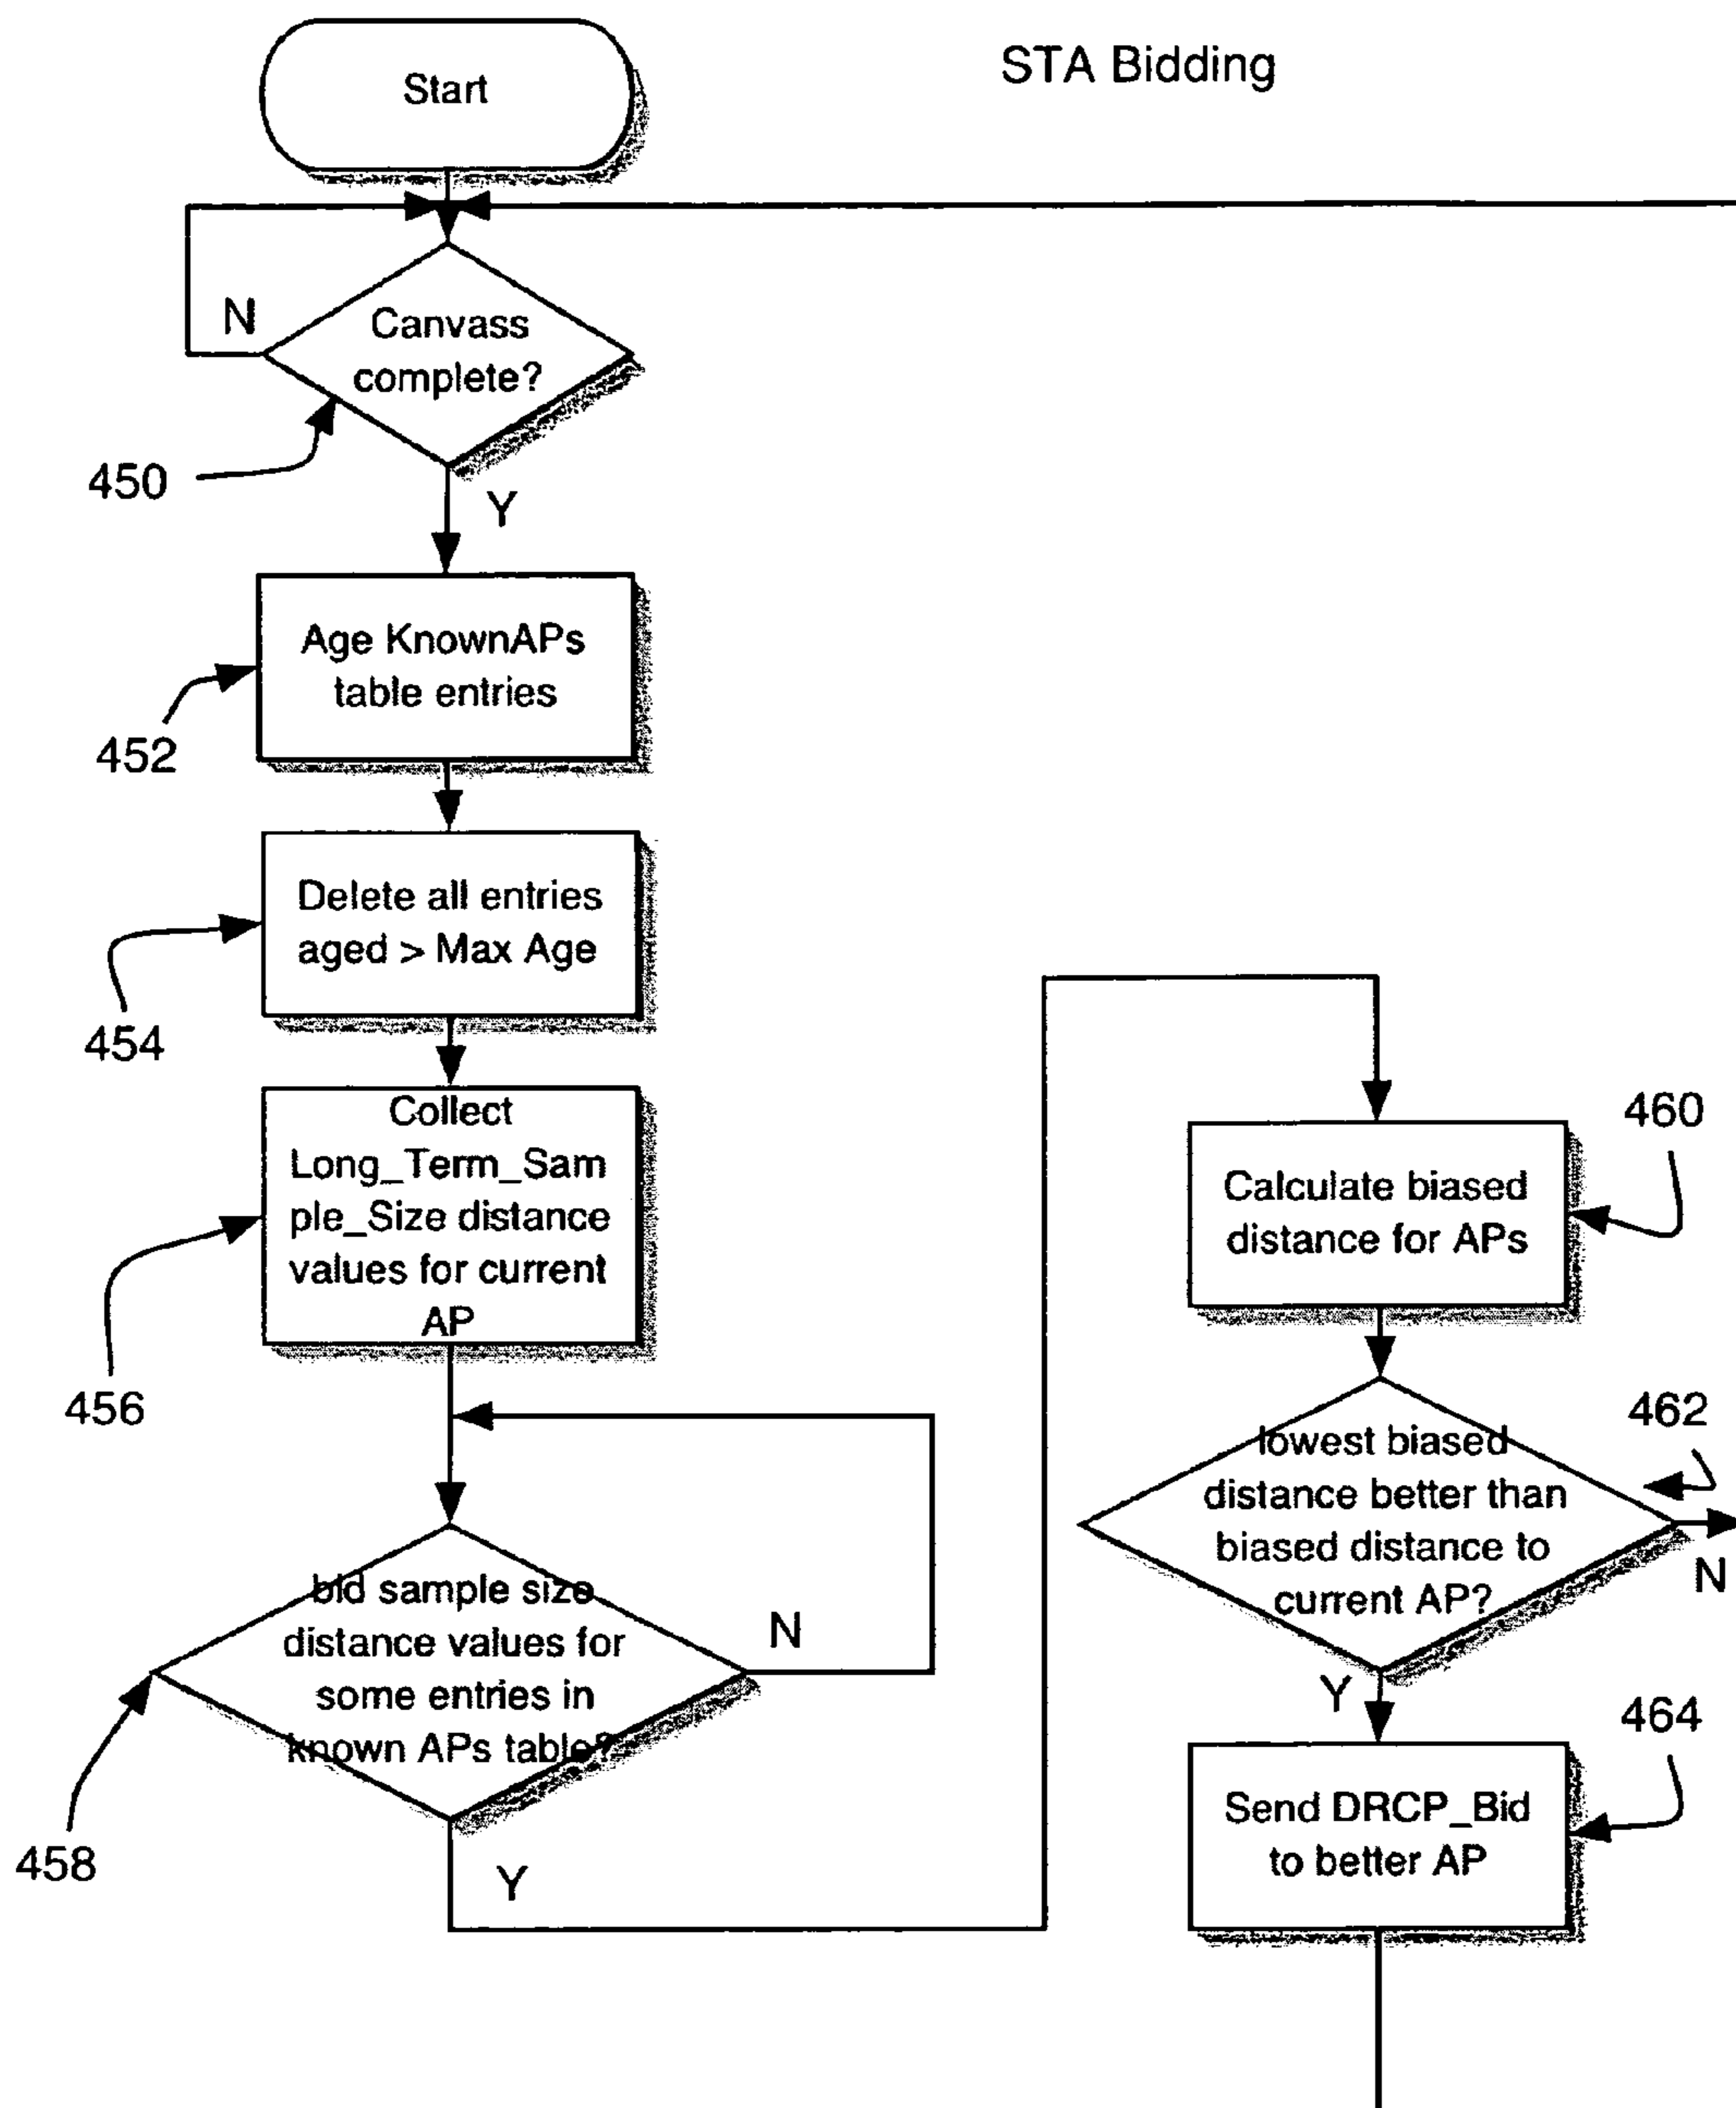 STA Bidding
Start
N
Canvass
complete?
450
Y
Age KnownAPs
table entries
452
Delete all entries
aged > Max Age
454
Collect
Long_Term_Sam
ple_Size distance
values for current
AP
456
bid sample size
distance values for
some entries in
known APs table?
N
458
Y
460
Calculate biased
distance for APs
462
lowest biased
distance better than
biased distance to
current AP?
N
Y
464
Send DRCP_Bid
to better AP